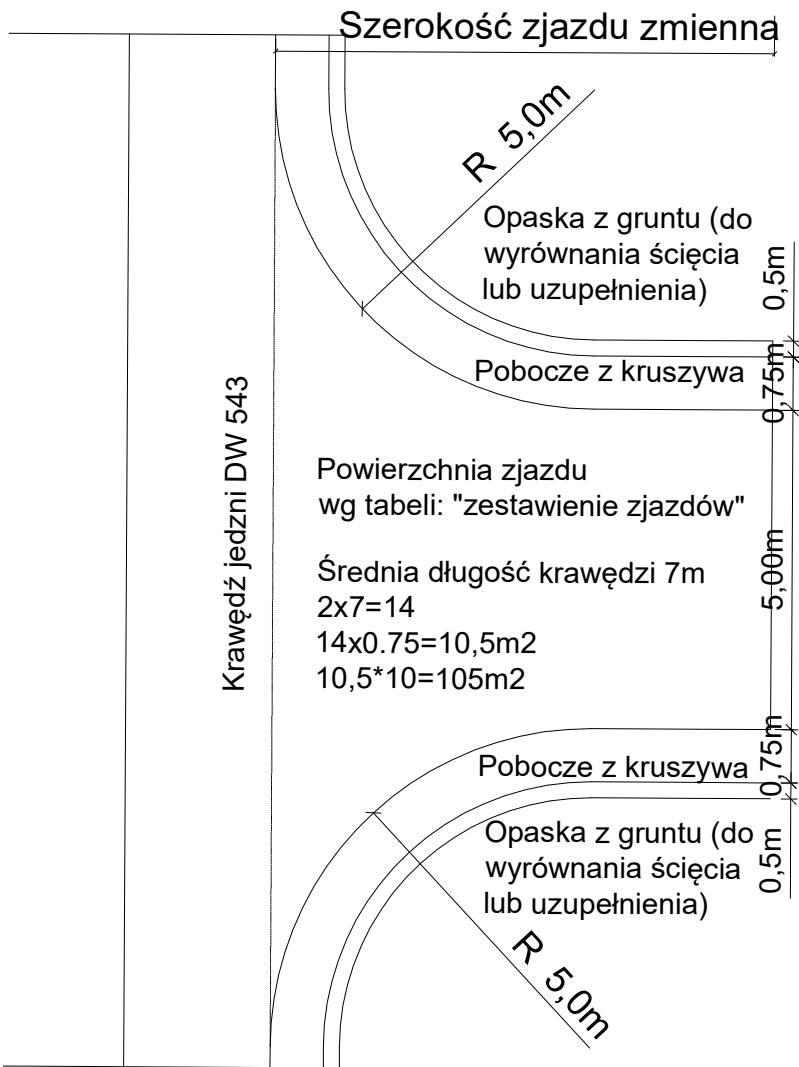 Szerokość zjazdu zmienna
R 5,0m
Opaska z gruntu (do
wyrównania ścięcia
lub uzupełnienia)
0,5m
Pobocze z kruszywa
0,75m
Krawędź jedzni DW 543
Powierzchnia zjazdu
wg tabeli: "zestawienie zjazdów"
Średnia długość krawędzi 7m
2x7=14
14x0.75=10,5m2
10,5*10=105m2
5,00m
Pobocze z kruszywa
0,75m
Opaska z gruntu (do
wyrównania ścięcia
lub uzupełnienia)
0,5m
R 5,0m